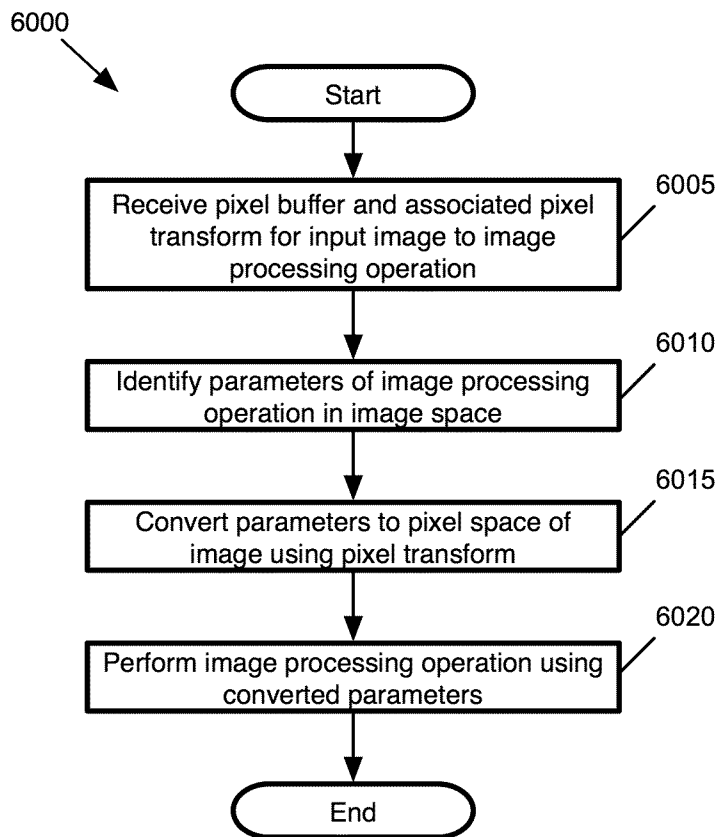 6000
Start
6005
Receive pixel buffer and associated pixel
transform for input image to image
processing operation
6010
Identify parameters of image processing
operation in image space
6015
Convert parameters to pixel space of
image using pixel transform
6020
Perform image processing operation using
converted parameters
End